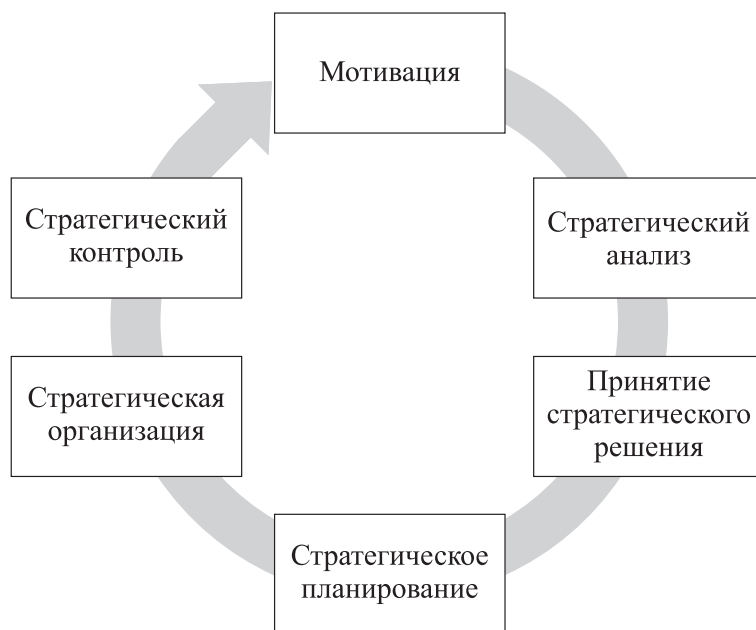 Мотивация
Стратегический
анализ
Принятие
стратегического
решения
Стратегическое
планирование
Стратегическая
организация
Стратегический
контроль